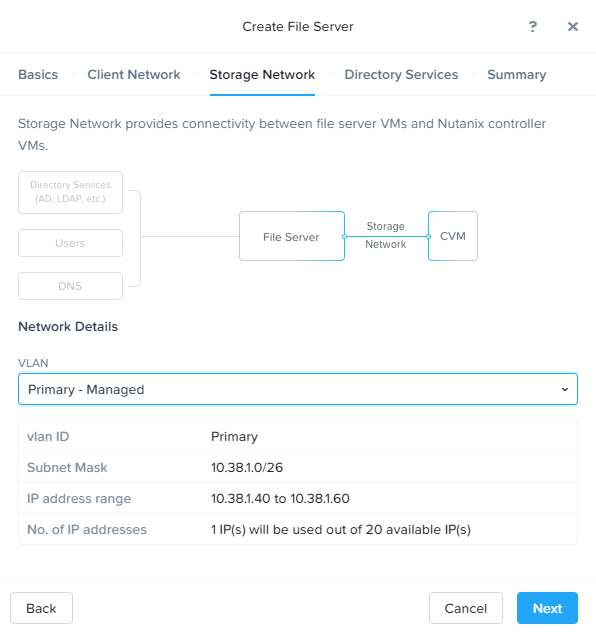 Create File Server
?
×
Basics
Client Network
Storage Network
Directory Services
Summary
Storage Network provides connectivity between file server VMs and Nutanix controller
VMs.
Directory Services
(AD, LDAP, etc.)
Users
DNS
File Server
Storage
Network
CVM
Network Details
VLAN
Primary - Managed
vlan ID
Primary
Subnet Mask
10.38.1.0/26
IP address range
10.38.1.40 to 10.38.1.60
No. of IP addresses
1 IP(s) will be used out of 20 available IP(s)
Back
Cancel
Next